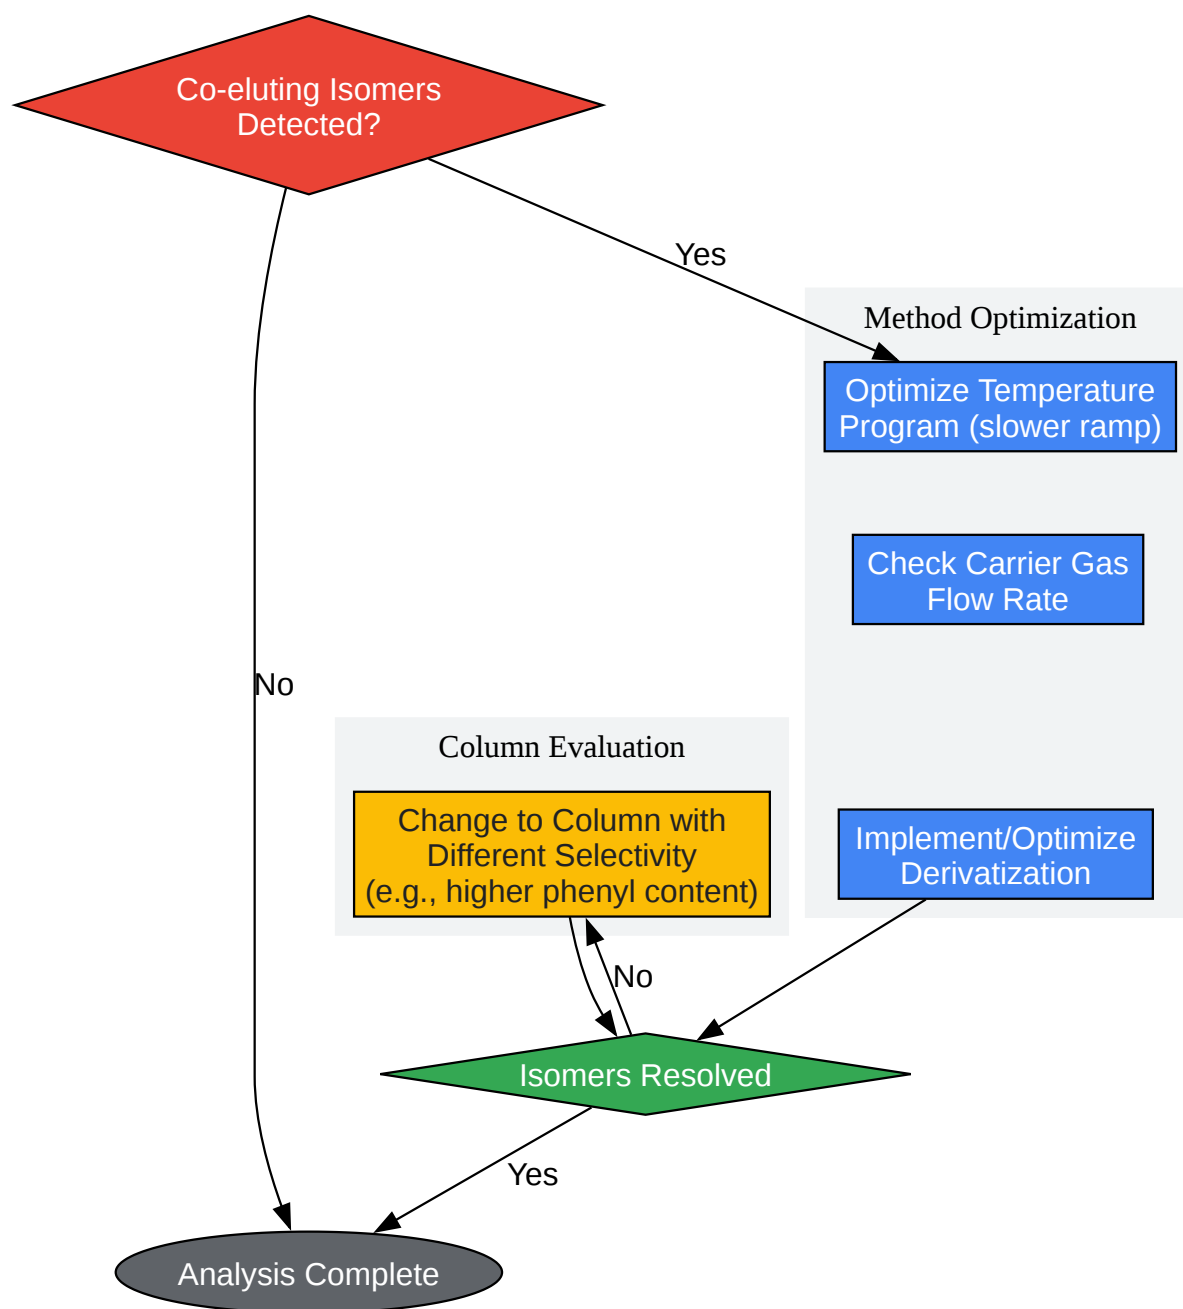 Co-eluting Isomers
Detected?
Yes
Method Optimization
Optimize Temperature
Program (slower ramp)
Check Carrier Gas
Flow Rate
No
Column Evaluation
Change to Column with
Different Selectivity
(e.g., higher phenyl content)
Implement/Optimize
Derivatization
No
Isomers Resolved
Yes
Analysis Complete